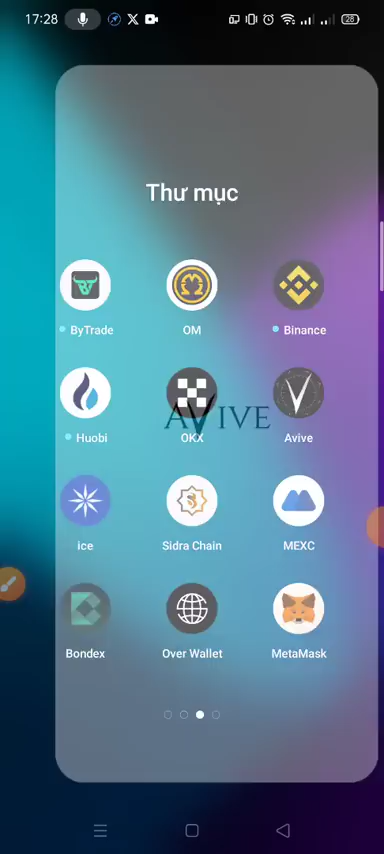 17:28
28
Thư mục
ByTrade
OM
Binance
Huobi
OKX
Avive
AVIVE
ice
Sidra Chain
MEXC
Bondex
Over Wallet
MetaMask